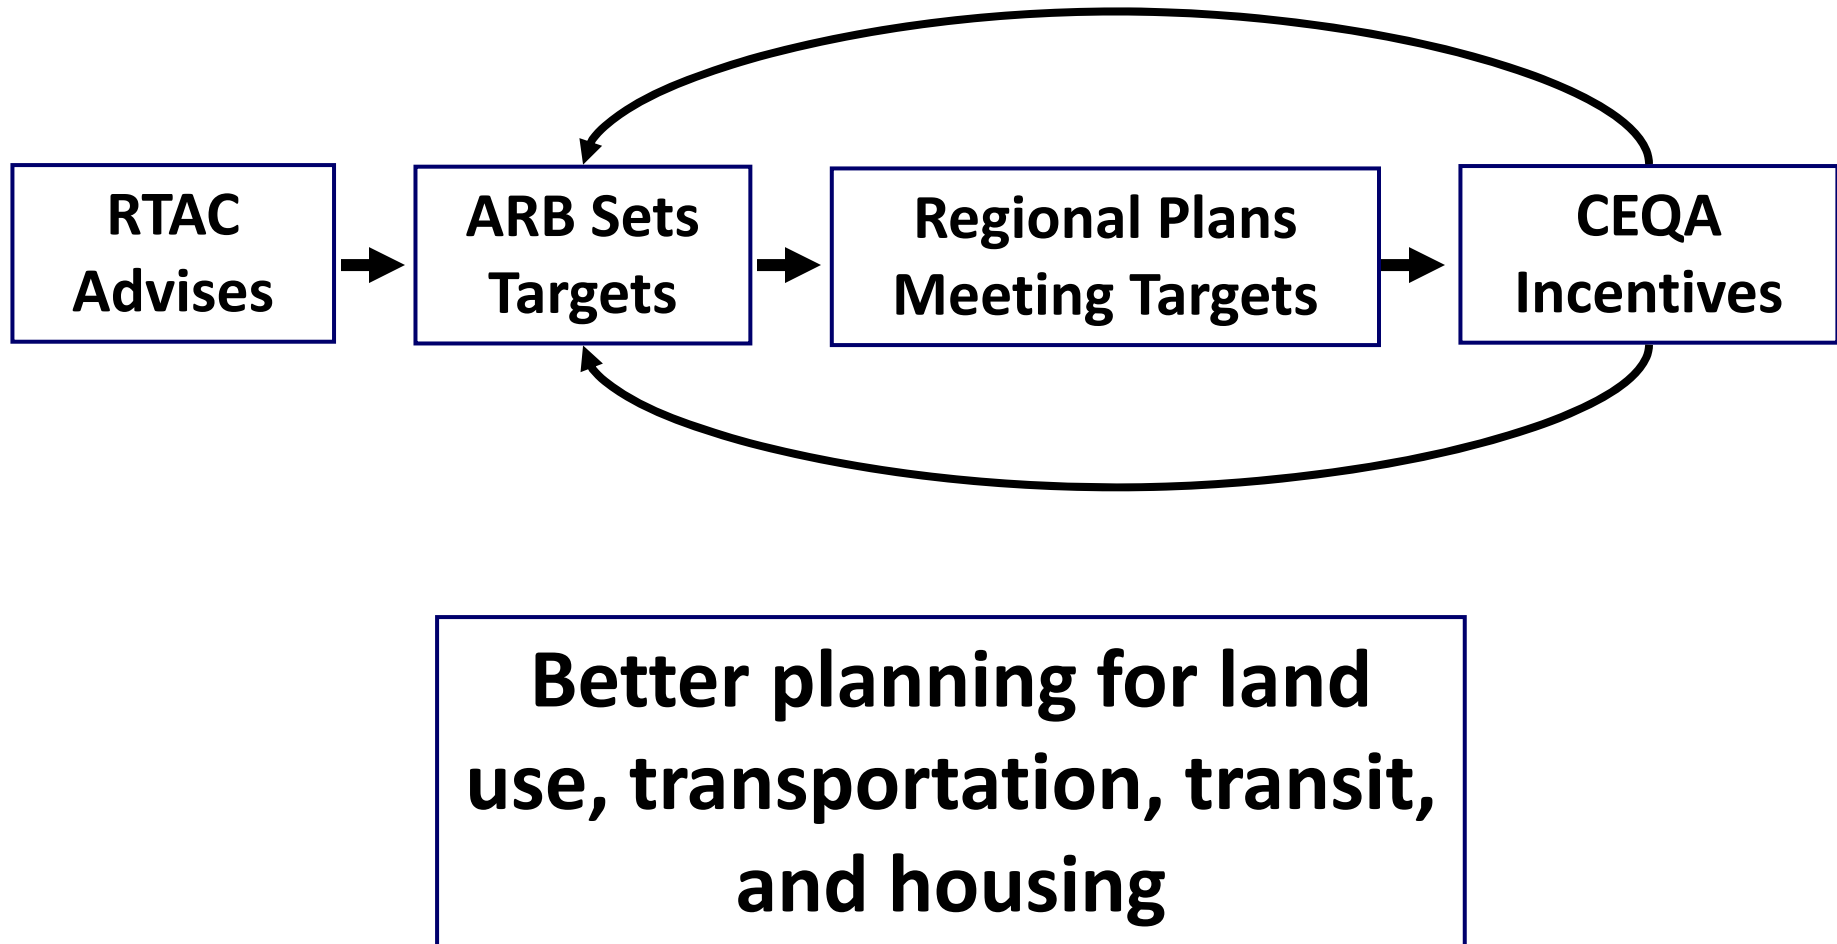 RTAC
Advises
ARB Sets
Targets
Regional Plans
Meeting Targets
CEQA
Incentives
Better planning for land
use, transportation, transit,
and housing